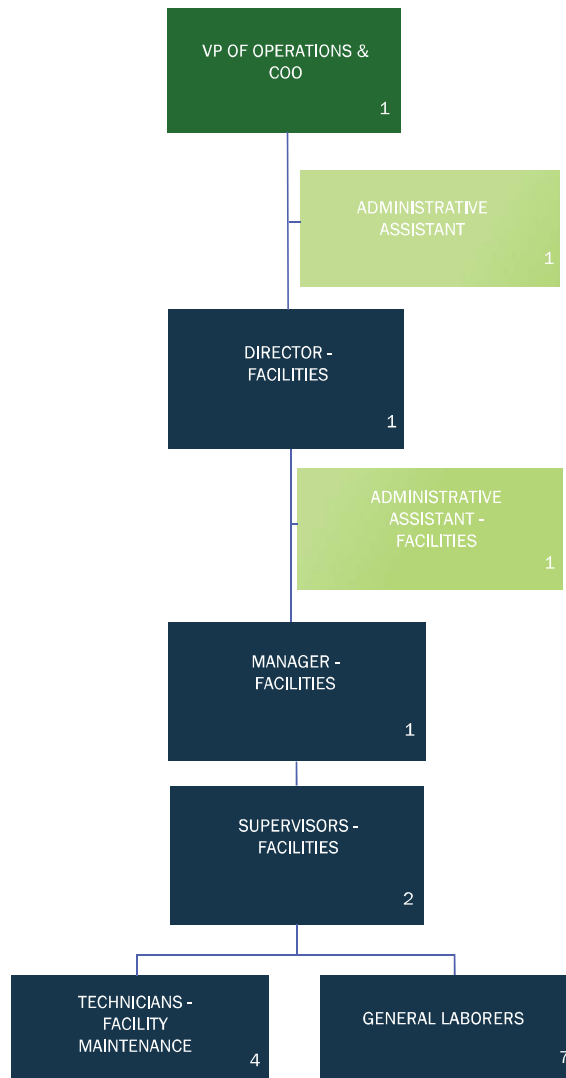 VP OF OPERATIONS &
COO
1
ADMINISTRATIVE
ASSISTANT
1
DIRECTOR -
FACILITIES
1
ADMINISTRATIVE
ASSISTANT -
FACILITIES
1
MANAGER -
FACILITIES
1
SUPERVISORS -
FACILITIES
2
TECHNICIANS -
FACILITY
MAINTENANCE
4
GENERAL LABORERS
7